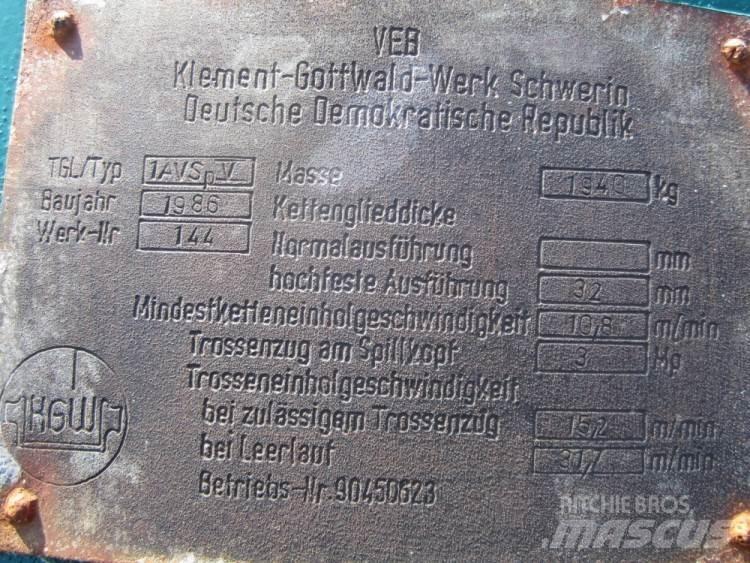 VEB
Klement-Gottwald-Werk Schwerin
Deutsche Demokratische Republik
TGL/Typ 1AVSp V Masse 1940 kg
Baujahr 1986 Kettenglieddicke
Werk-Nr 144 Normalausführung mm
hochfeste Ausführung 32 mm
Mindestketteneinholgeschwindigkeit 10,8 m/min
Trossenzug am Spillkopf 3 Mp
Trosseneinholgeschwindigkeit
bei zulässigem Trossenzug 15,2 m/min
bei Leerlauf 31,7 m/min
Betriebs-Nr. 90450623
KGW
RITCHIE BROS.
MASCUS